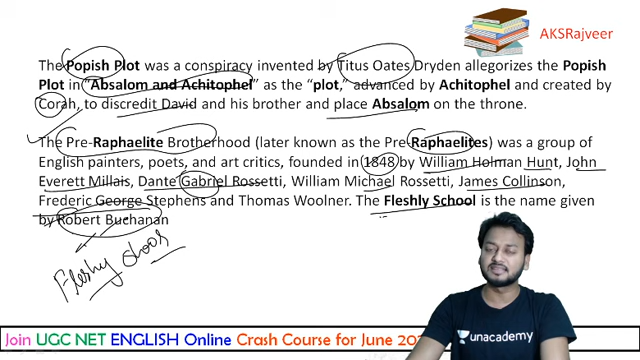 AKSRajveer
The Popish Plot was a conspiracy invented by Titus Oates Dryden allegorizes the Popish
Plot in "Absalom and Achitophel" as the "plot," advanced by Achitophel and created by
Corah, to discredit David and his brother and place Absalom on the throne.
The Pre-Raphaelite Brotherhood (later known as the Pre-Raphaelites) was a group of
English painters, poets, and art critics, founded in 1848 by William Holman Hunt, John
Everett Millais, Dante Gabriel Rossetti, William Michael Rossetti, James Collinson,
Frederic George Stephens and Thomas Woolner. The Fleshly School is the name given
by Robert Buchanan
Fleshy
unacademy
Join UGC NET ENGLISH Online Crash Course for June 202